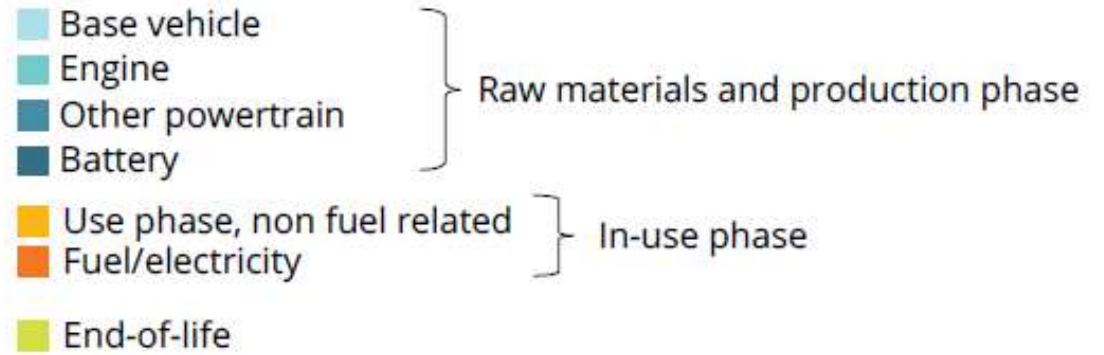 Base vehicle
Engine
Other powertrain
Battery
Raw materials and production phase
Use phase, non fuel related
Fuel/electricity
In-use phase
End-of-life